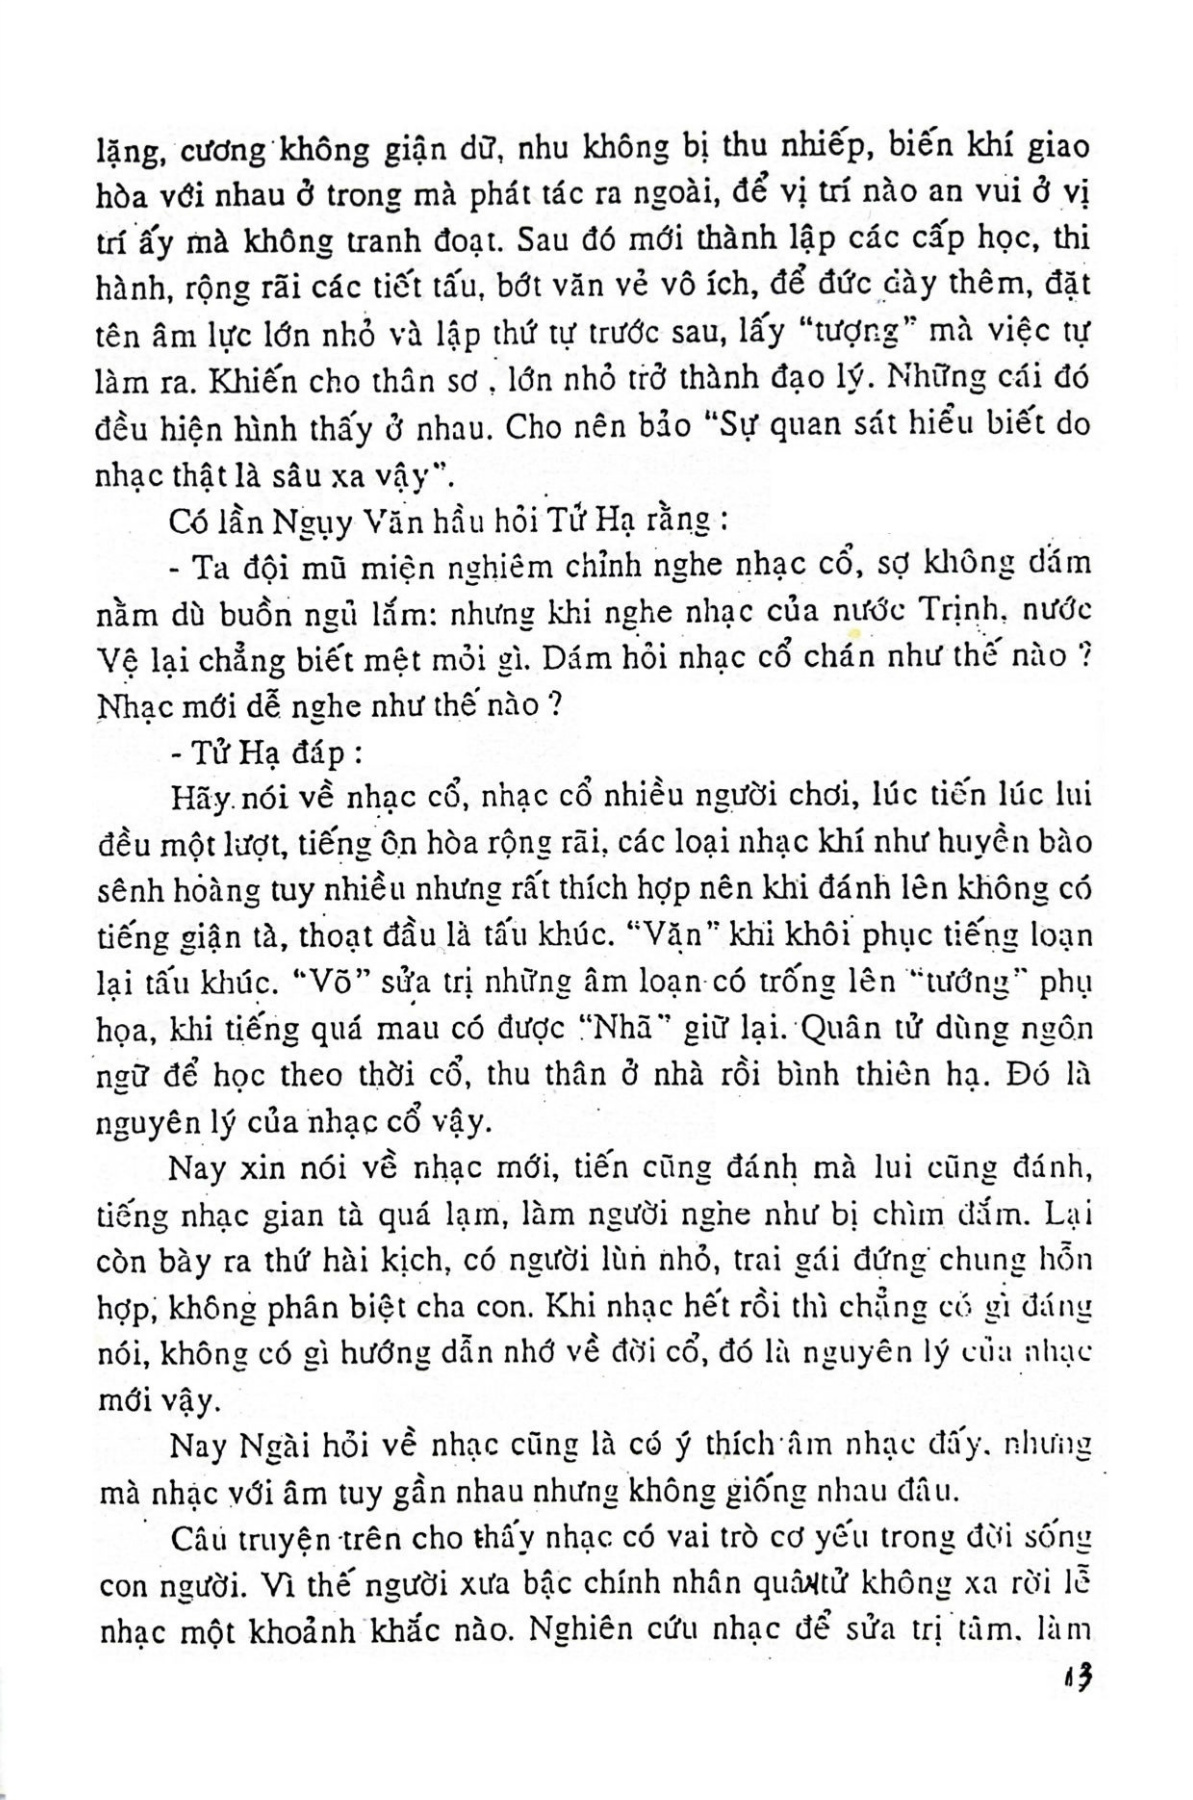 lặng, cương không giận dữ, nhu không bị thu nhiếp, biến khí giao
hòa với nhau ở trong mà phát tác ra ngoài, để vị trí nào an vui ở vị
trí ấy mà không tranh đoạt. Sau đó mới thành lập các cấp học, thi
hành, rộng rãi các tiết tấu, bớt văn vẻ vô ích, để đức dày thêm, đặt
tên âm lực lớn nhỏ và lập thứ tự trước sau, lấy “tượng” mà việc tự
làm ra. Khiến cho thân sơ , lớn nhỏ trở thành đạo lý. Những cái đó
đều hiện hình thấy ở nhau. Cho nên bảo “Sự quan sát hiểu biết do
nhạc thật là sâu xa vậy”.
Có lần Ngụy Văn hầu hỏi Tử Hạ rằng :
- Ta đội mũ miện nghiêm chỉnh nghe nhạc cổ, sợ không dám
nằm dù buồn ngủ lắm: nhưng khi nghe nhạc của nước Trịnh, nước
Vệ lại chẳng biết mệt mỏi gì. Dám hỏi nhạc cổ chán như thế nào ?
Nhạc mới dễ nghe như thế nào ?
- Tử Hạ đáp :
Hãy nói về nhạc cổ, nhạc cổ nhiều người chơi, lúc tiến lúc lui
đều một lượt, tiếng ôn hòa rộng rãi, các loại nhạc khí như huyền bào
sênh hoàng tuy nhiều nhưng rất thích hợp nên khi đánh lên không có
tiếng giận tà, thoạt đầu là tấu khúc. “Vặn” khi khôi phục tiếng loạn
lại tấu khúc. “Võ” sửa trị những âm loạn có trống lên “tướng” phụ
họa, khi tiếng quá mau có được “Nhã” giữ lại. Quân tử dùng ngôn
ngữ để học theo thời cổ, thu thân ở nhà rồi bình thiên hạ. Đó là
nguyên lý của nhạc cổ vậy.
Nay xin nói về nhạc mới, tiến cũng đánh mà lui cũng đánh,
tiếng nhạc gian tà quá lạm, làm người nghe như bị chìm đắm. Lại
còn bày ra thứ hài kịch, có người lùn nhỏ, trai gái đứng chung hỗn
hợp, không phân biệt cha con. Khi nhạc hết rồi thì chẳng có gì đáng
nói, không có gì hướng dẫn nhớ về đời cổ, đó là nguyên lý của nhạc
mới vậy.
Nay Ngài hỏi về nhạc cũng là có ý thích âm nhạc đấy, nhưng
mà nhạc với âm tuy gần nhau nhưng không giống nhau đâu.
Câu truyện trên cho thấy nhạc có vai trò cơ yếu trong đời sống
con người. Vì thế người xưa bậc chính nhân quân tử không xa rời lễ
nhạc một khoảnh khắc nào. Nghiên cứu nhạc để sửa trị tâm, làm
13